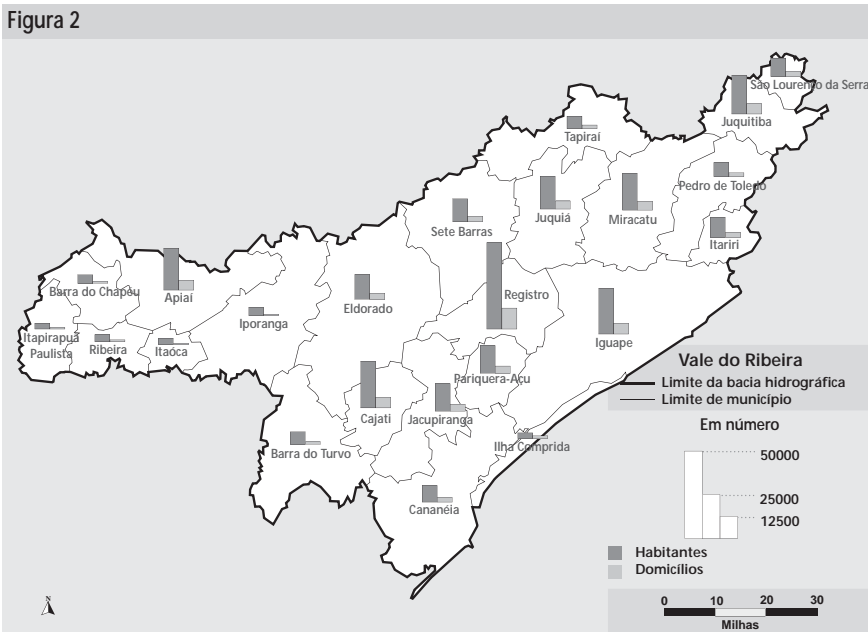 Figura 2
São Lourenço da Serra
Juquitiba
Tapiraí
Pedro de Toledo
Juquiá
Miracatu
Sete Barras
Itariri
Barra do Chapéu
Apiaí
Eldorado
Registro
Iporanga
Iguape
Itapirapuã
Paulista
Ribeira
Itaóca
Pariquera-Açu
Cajati
Jacupiranga
Barra do Turvo
Ilha Comprida
Cananéia
Vale do Ribeira
Limite da bacia hidrográfica
Limite de município
Em número
50000
25000
12500
Habitantes
Domicílios
N
0 10 20 30
Milhas